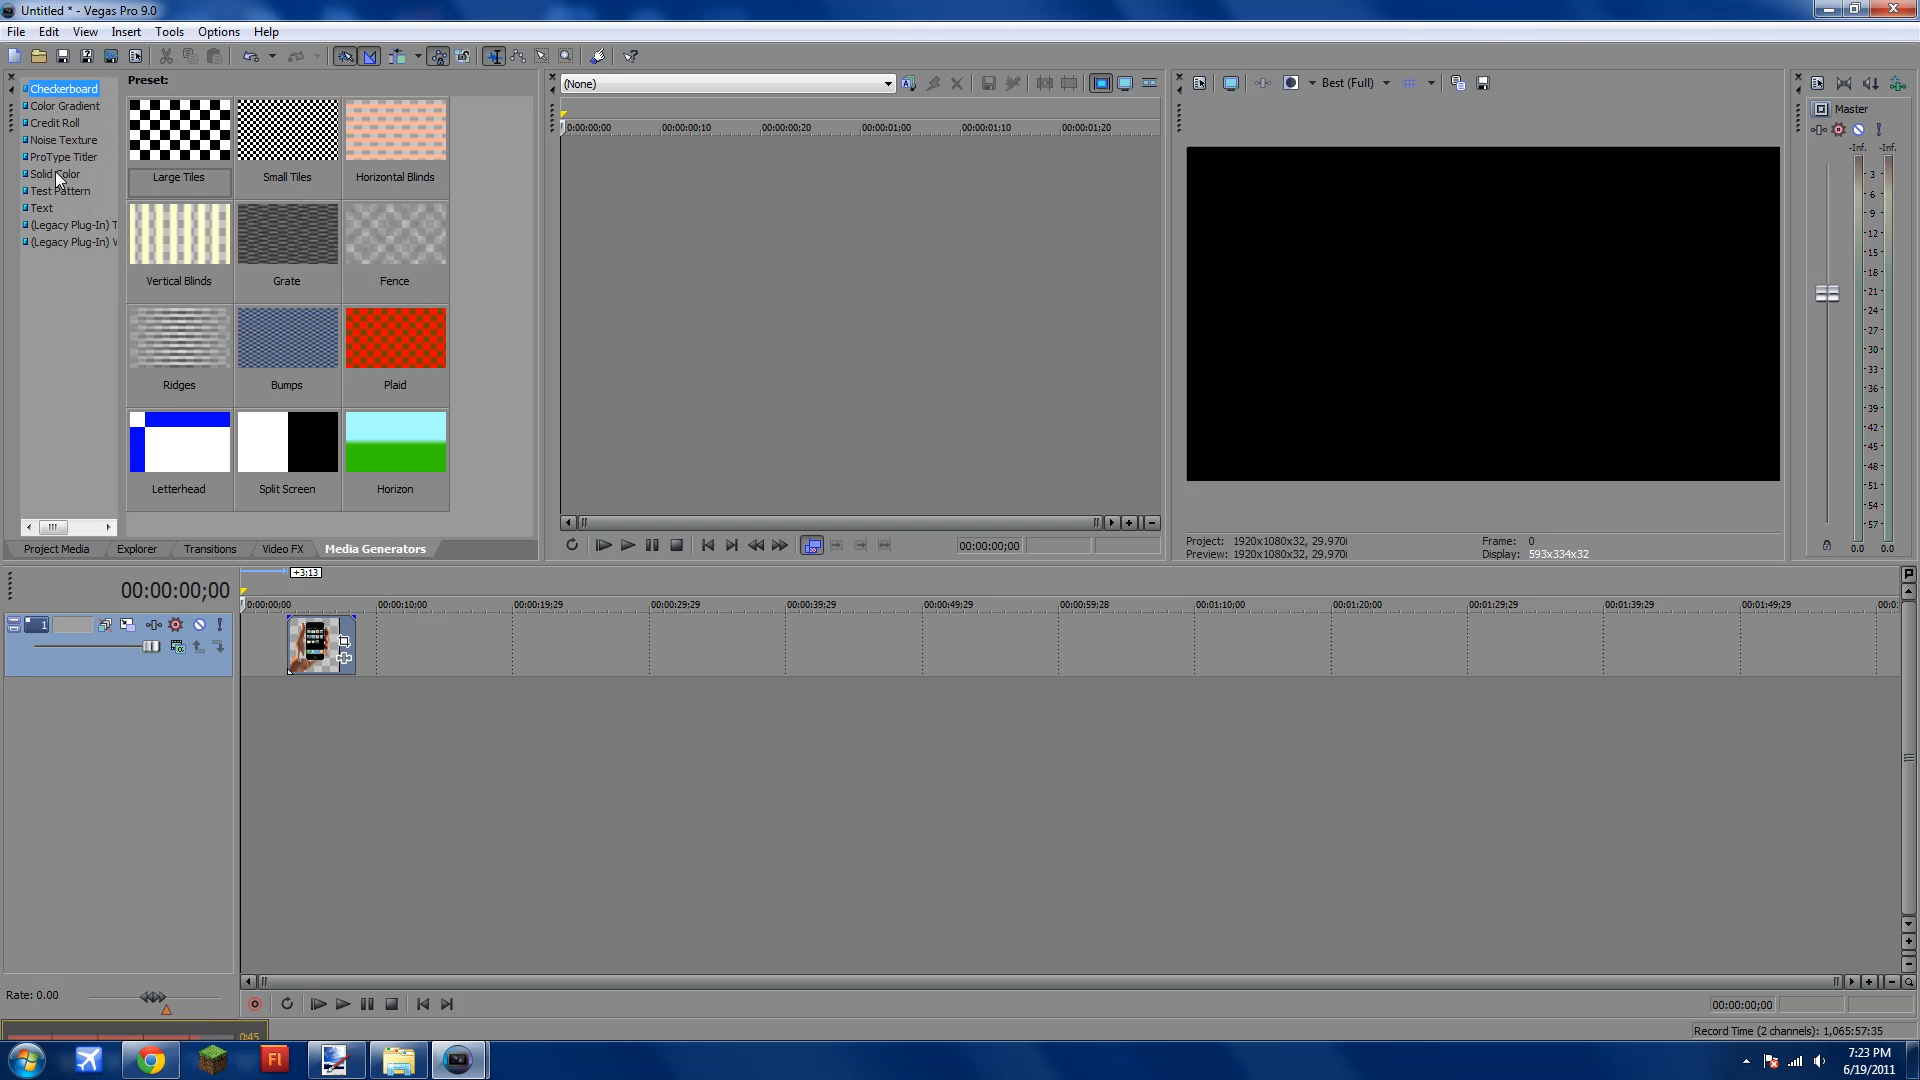 Untitled * - Vegas Pro 9.0
File Edit View Insert Tools Options Help
Checkerboard
Color Gradient
Credit Roll
Noise Texture
ProType Titler
Solid Color
Test Pattern
Text
(Legacy Plug-In) T
(Legacy Plug-In)
Preset:
Large Tiles Small Tiles Horizontal Blinds
Vertical Blinds Grate Fence
Ridges Bumps Plaid
Letterhead Split Screen Horizon
Project Media Explorer Transitions Video FX Media Generators
(None)
0:00:00:00 00:00:00:10 00:00:00:20 00:00:01:00 00:00:01:10 00:00:01:20
00:00:00;00
Best (Full)
Project: 1920x1080x32, 29.970i
Preview: 1920x1080x32, 29.970i
Frame: 0
Display: 593x334x32
Master
-Inf. -Inf.
3
6
9
12
15
18
21
24
27
30
33
36
39
42
45
48
51
54
57
0.0 0.0
00:00:00;00
+3;13
0:00:00;00 00:00:10;00 00:00:19;29 00:00:29;29 00:00:39;29 00:00:49;29 00:00:59;28 00:01:10;00 00:01:20;00 00:01:29;29 00:01:39;29 00:01:49;29 00:0
1
Rate: 0.00
0:45
00:00:00;00
Record Time (2 channels): 1,065:57:35
Fl
7:23 PM
6/19/2011